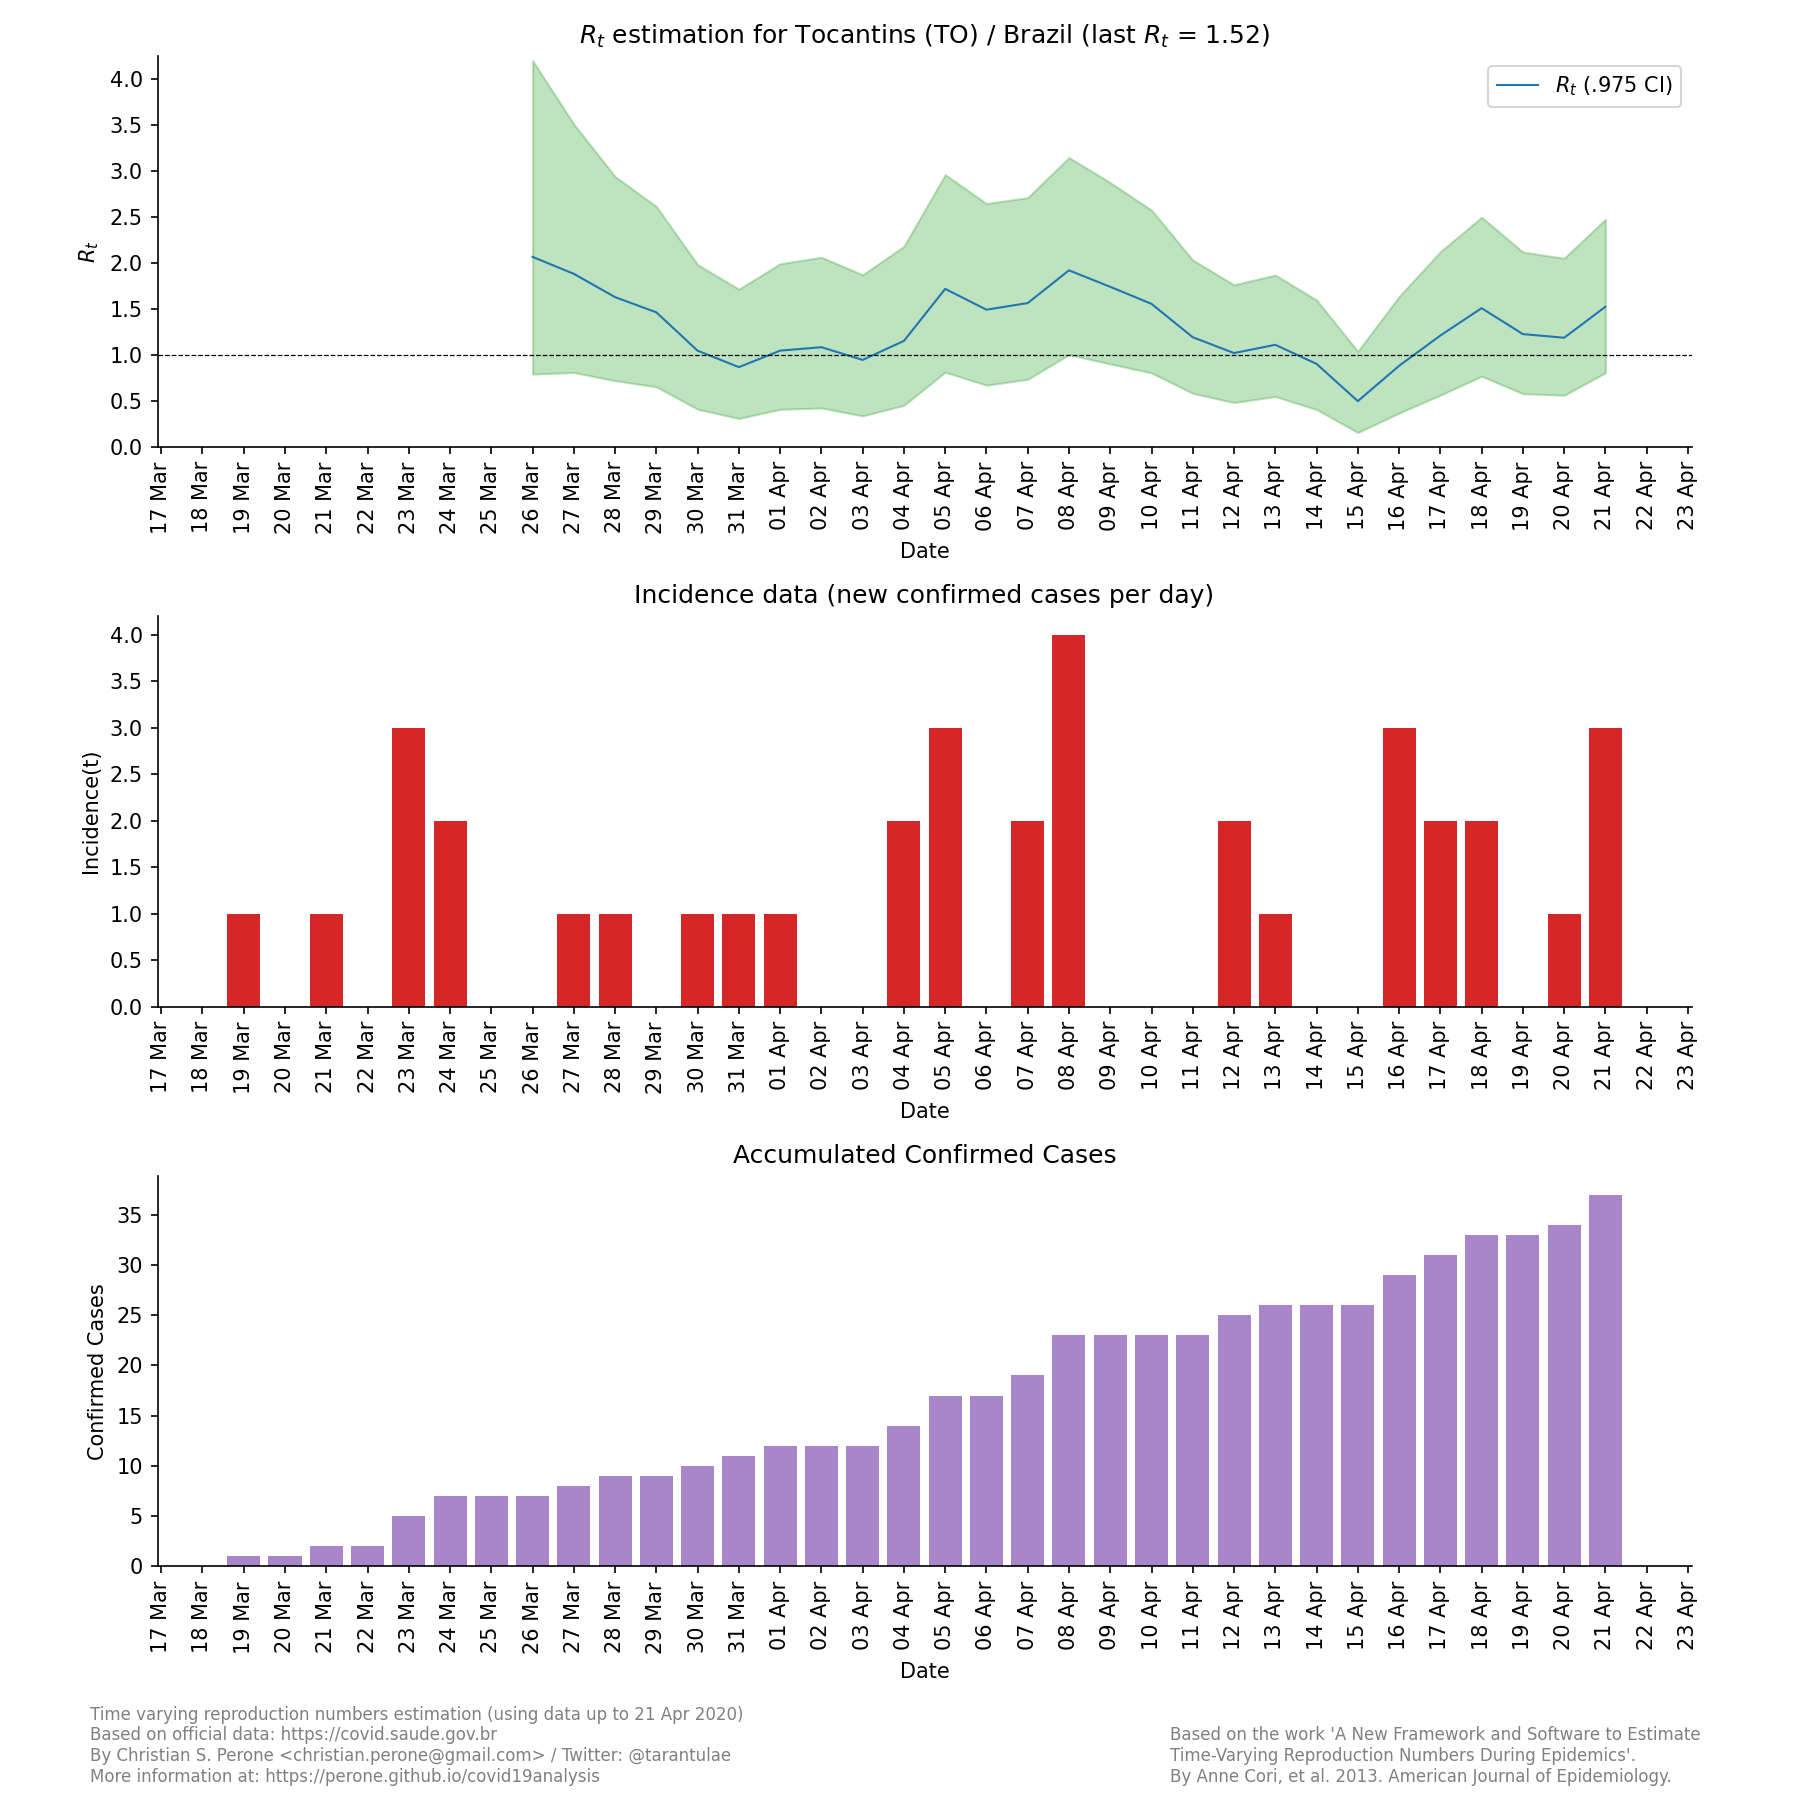 R_t estimation for Tocantins (TO) / Brazil (last R_t = 1.52)
R_t (.975 CI)
4.0
3.5
3.0
2.5
2.0
1.5
1.0
0.5
0.0
R_t
17 Mar 18 Mar 19 Mar 20 Mar 21 Mar 22 Mar 23 Mar 24 Mar 25 Mar 26 Mar 27 Mar 28 Mar 29 Mar 30 Mar 31 Mar 01 Apr 02 Apr 03 Apr 04 Apr 05 Apr 06 Apr 07 Apr 08 Apr 09 Apr 10 Apr 11 Apr 12 Apr 13 Apr 14 Apr 15 Apr 16 Apr 17 Apr 18 Apr 19 Apr 20 Apr 21 Apr 22 Apr 23 Apr
Date
Incidence data (new confirmed cases per day)
4.0
3.5
3.0
2.5
2.0
1.5
1.0
0.5
0.0
Incidence(t)
17 Mar 18 Mar 19 Mar 20 Mar 21 Mar 22 Mar 23 Mar 24 Mar 25 Mar 26 Mar 27 Mar 28 Mar 29 Mar 30 Mar 31 Mar 01 Apr 02 Apr 03 Apr 04 Apr 05 Apr 06 Apr 07 Apr 08 Apr 09 Apr 10 Apr 11 Apr 12 Apr 13 Apr 14 Apr 15 Apr 16 Apr 17 Apr 18 Apr 19 Apr 20 Apr 21 Apr 22 Apr 23 Apr
Date
Accumulated Confirmed Cases
35
30
25
20
15
10
5
0
Confirmed Cases
17 Mar 18 Mar 19 Mar 20 Mar 21 Mar 22 Mar 23 Mar 24 Mar 25 Mar 26 Mar 27 Mar 28 Mar 29 Mar 30 Mar 31 Mar 01 Apr 02 Apr 03 Apr 04 Apr 05 Apr 06 Apr 07 Apr 08 Apr 09 Apr 10 Apr 11 Apr 12 Apr 13 Apr 14 Apr 15 Apr 16 Apr 17 Apr 18 Apr 19 Apr 20 Apr 21 Apr 22 Apr 23 Apr
Date
Time varying reproduction numbers estimation (using data up to 21 Apr 2020)
Based on official data: https://covid.saude.gov.br
By Christian S. Perone <christian.perone@gmail.com> / Twitter: @tarantulae
More information at: https://perone.github.io/covid19analysis
Based on the work 'A New Framework and Software to Estimate
Time-Varying Reproduction Numbers During Epidemics'.
By Anne Cori, et al. 2013. American Journal of Epidemiology.